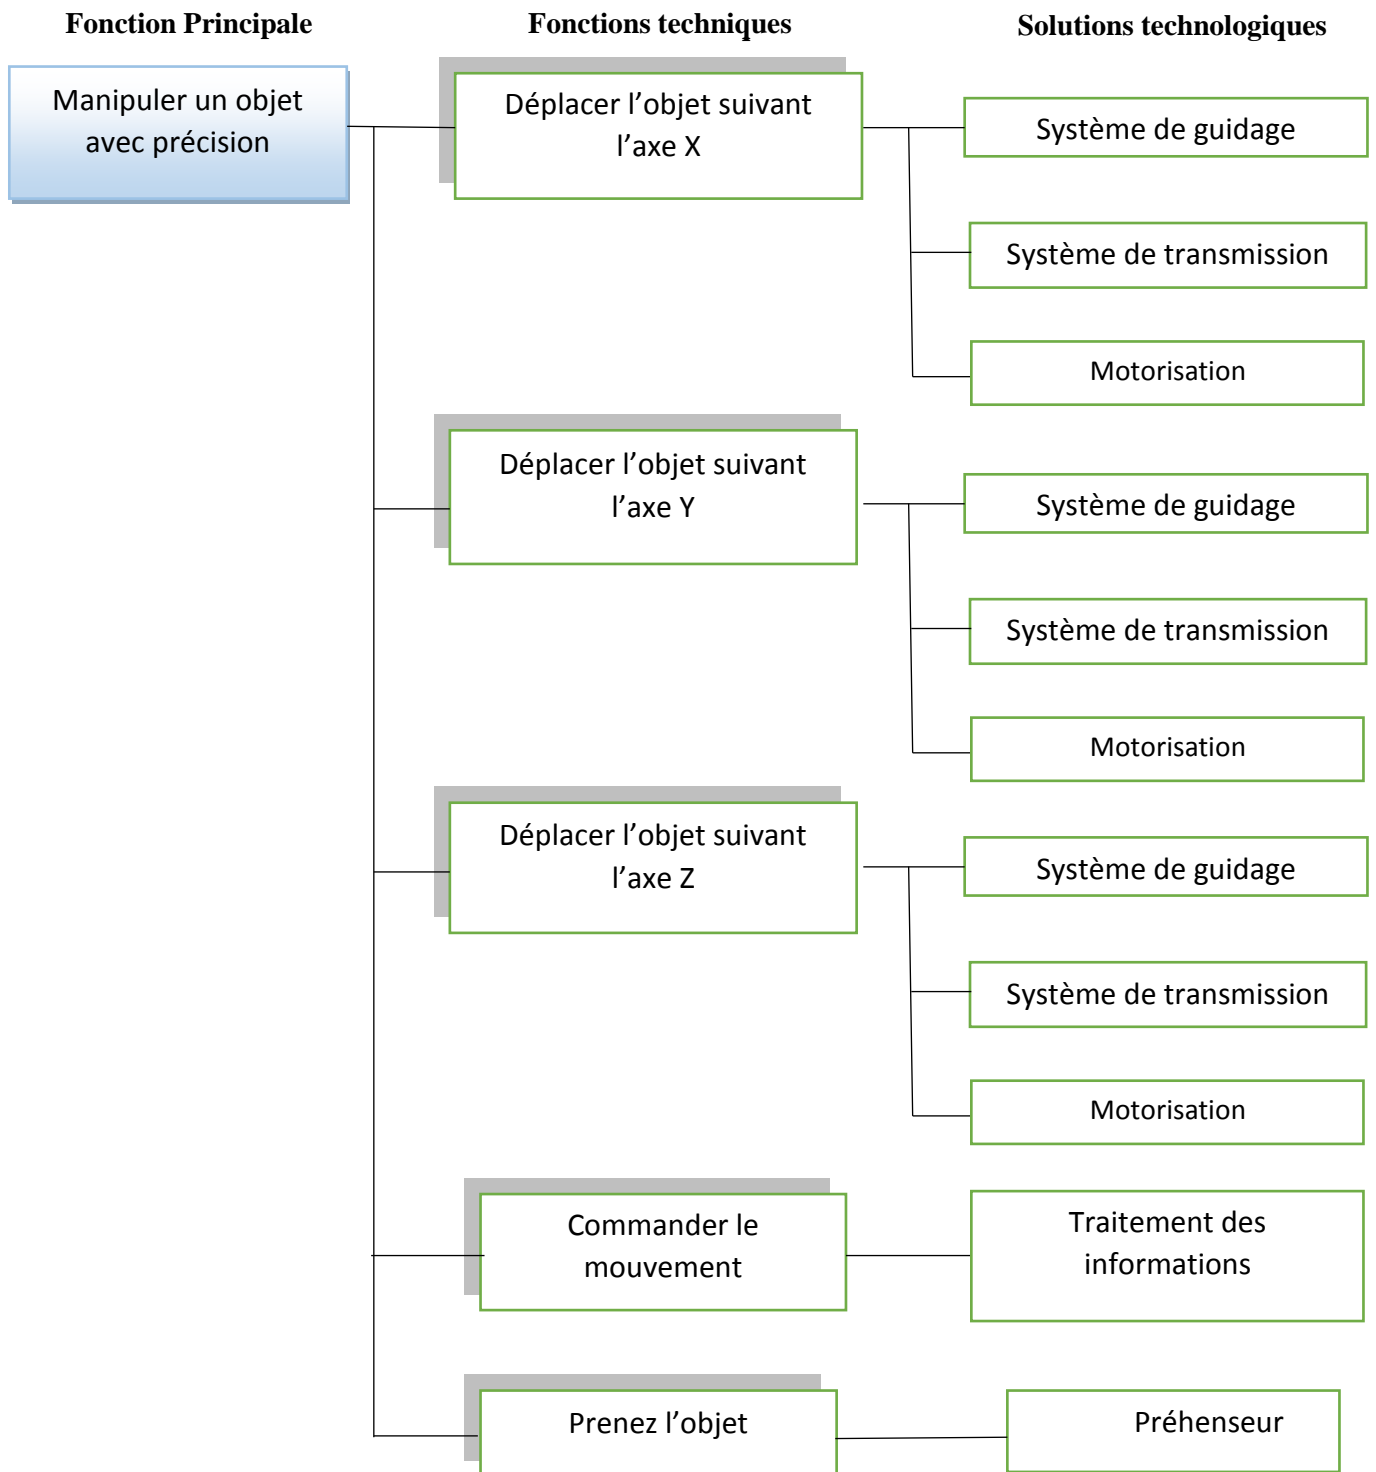 Fonction Principale
Fonctions techniques
Solutions technologiques
Manipuler un objet
avec précision
Déplacer l’objet suivant
l’axe X
Système de guidage
Système de transmission
Motorisation
Déplacer l’objet suivant
l’axe Y
Système de guidage
Système de transmission
Motorisation
Déplacer l’objet suivant
l’axe Z
Système de guidage
Système de transmission
Motorisation
Commander le
mouvement
Traitement des
informations
Prenez l’objet
Préhenseur